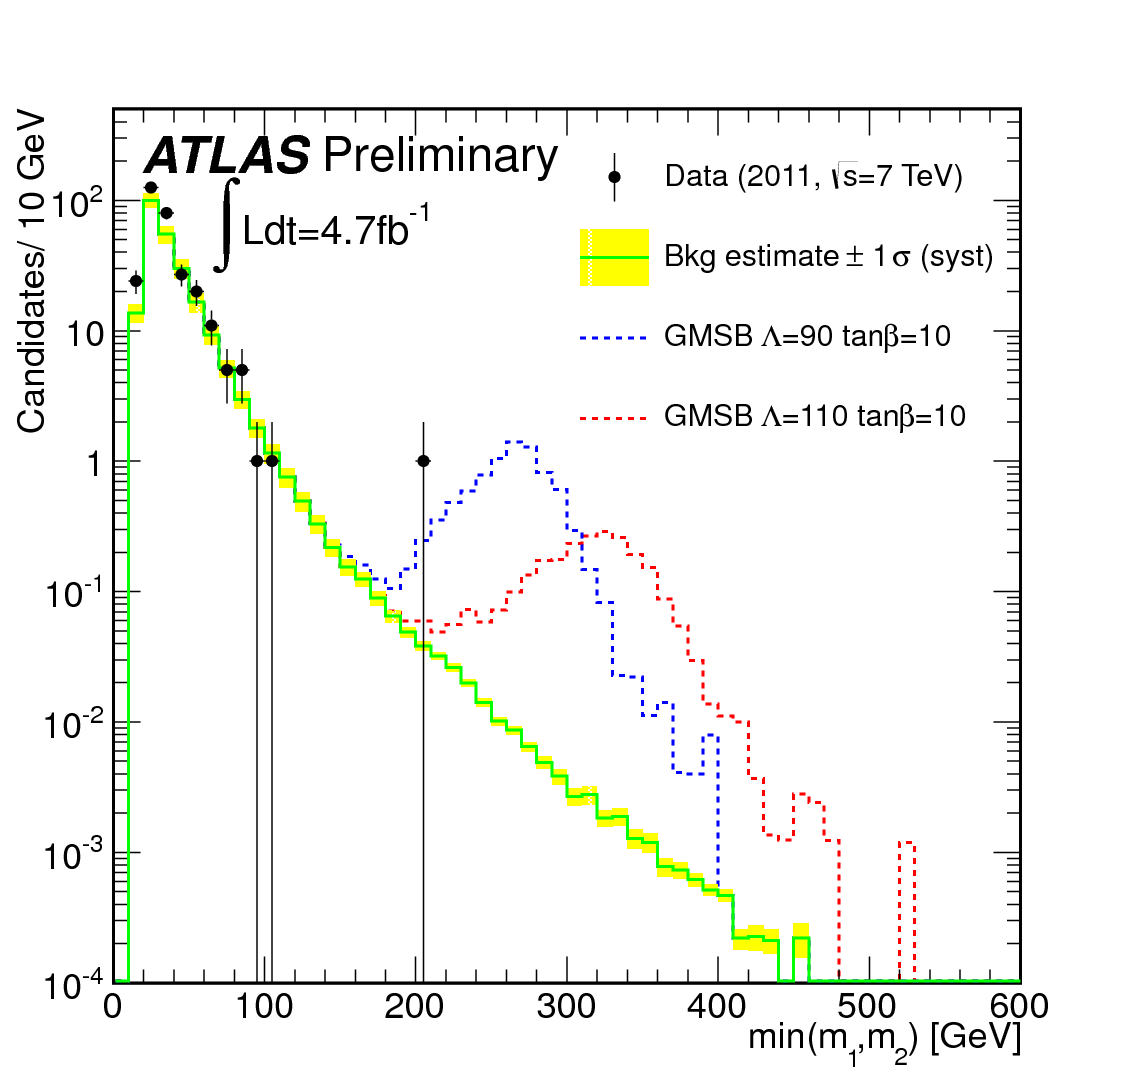 ATLAS Preliminary
∫ Ldt=4.7fb⁻¹
Data (2011, √s=7 TeV)
Bkg estimate ± 1σ (syst)
GMSB Λ=90 tanβ=10
GMSB Λ=110 tanβ=10
Candidates/ 10 GeV
10²
10
1
10⁻¹
10⁻²
10⁻³
10⁻⁴
0 100 200 300 400 500 600
min(m₁,m₂) [GeV]